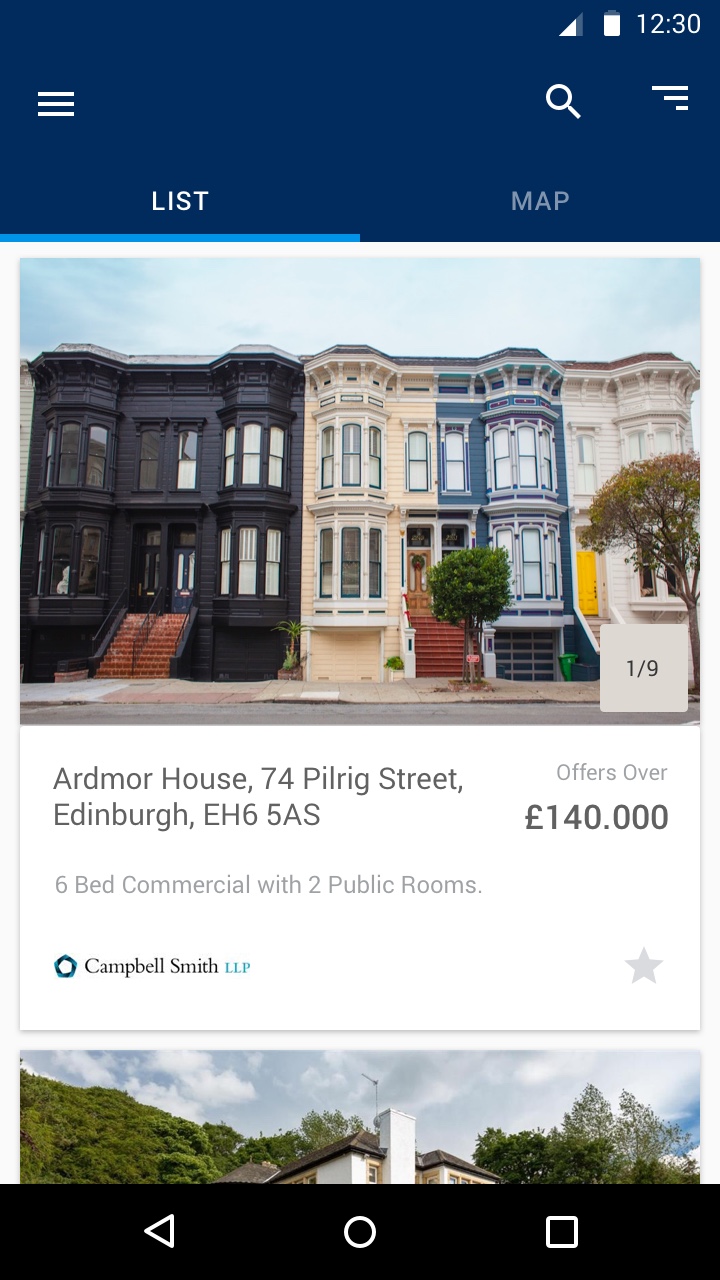 12:30
LIST
MAP
1/9
Ardmor House, 74 Pilrig Street,
Edinburgh, EH6 5AS
Offers Over
£140.000
6 Bed Commercial with 2 Public Rooms.
Campbell Smith LLP